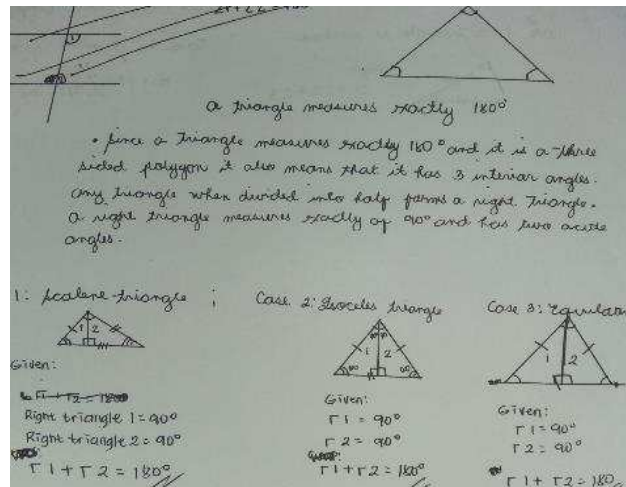 a triangle measures exactly 180°
• Since a triangle measures exactly 180° and it is a three
sided polygon it also means that it has 3 interior angles.
any triangle when divided into half forms a right triangle.
a right triangle measures exactly of 90° and has two acute
angles.
1: Scalene triangle ; Case 2: Isoceles triangle Case 3: Equilater
1 2
1 2
1 2
Given:
Right triangle 1 = 90°
Right triangle 2 = 90°
Γ1 + Γ2 = 180°
Given:
Γ1 = 90°
Γ2 = 90°
Γ1 + Γ2 = 180°
Given:
Γ1 = 90°
Γ2 = 90°
Γ1 + Γ2 = 180